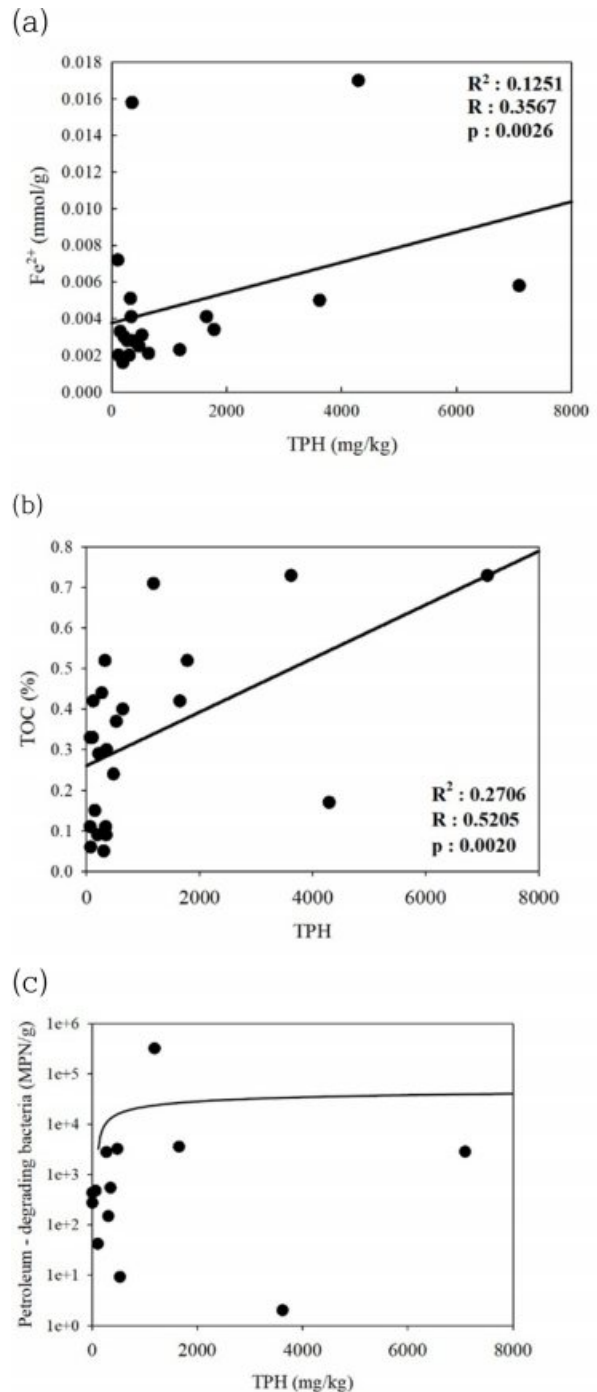 (a)
0.018
0.016
0.014
0.012
0.010
0.008
0.006
0.004
0.002
0.000
Fe²⁺ (mmol/g)
R² : 0.1251
R : 0.3567
p : 0.0026
0 2000 4000 6000 8000
TPH (mg/kg)
(b)
0.8
0.7
0.6
0.5
0.4
0.3
0.2
0.1
0.0
TOC (%)
R² : 0.2706
R : 0.5205
p : 0.0020
0 2000 4000 6000 8000
TPH
(c)
1e+6
1e+5
1e+4
1e+3
1e+2
1e+1
1e+0
Petroleum - degrading bacteria (MPN/g)
0 2000 4000 6000 8000
TPH (mg/kg)